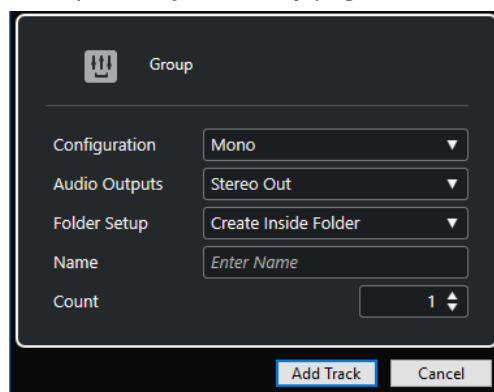 Group
Configuration Mono
Audio Outputs Stereo Out
Folder Setup Create Inside Folder
Name Enter Name
Count 1
Add Track Cancel